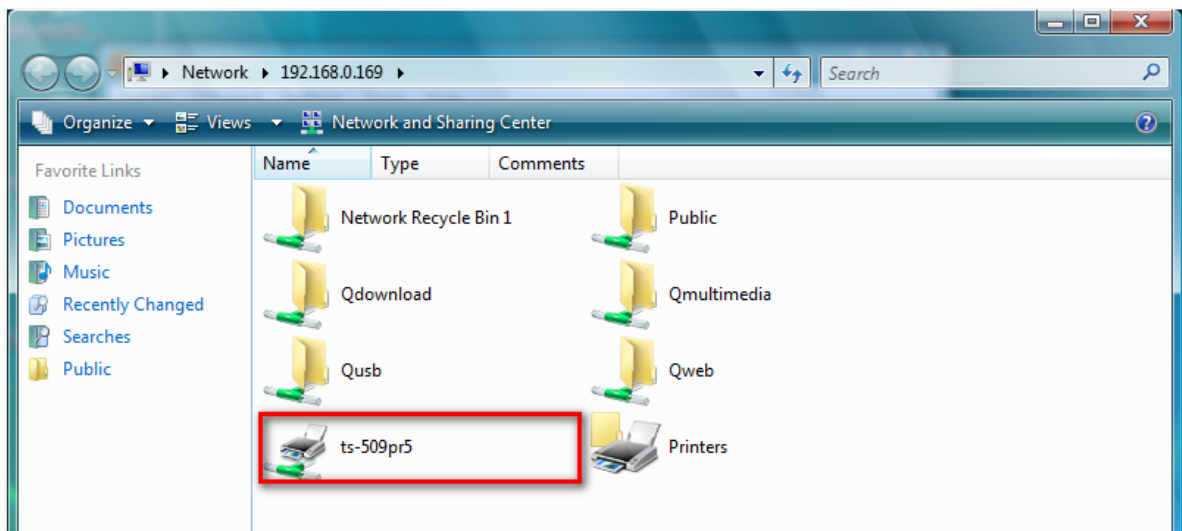 Network 192.168.0.169 Search
Organize Views Network and Sharing Center
Favorite Links
Documents
Pictures
Music
Recently Changed
Searches
Public
Name Type Comments
Network Recycle Bin 1 Public
Qdownload Qmultimedia
Qusb Qweb
ts-509pr5 Printers